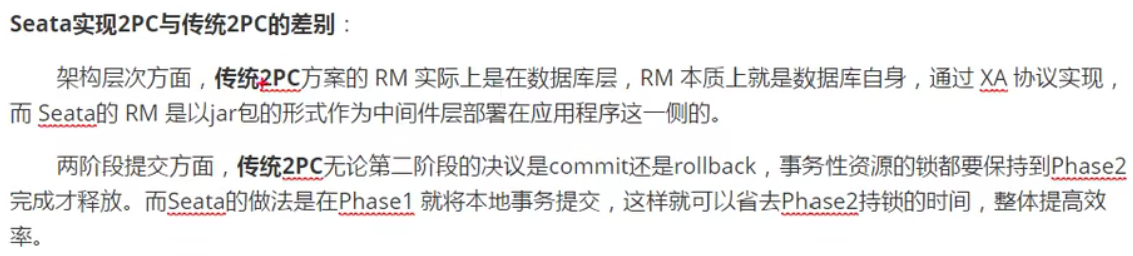 Seata实现2PC与传统2PC的差别：
架构层次方面，传统2PC方案的 RM 实际上是在数据库层，RM 本质上就是数据库自身，通过 XA 协议实现，
而 Seata的 RM 是以jar包的形式作为中间件层部署在应用程序这一侧的。
两阶段提交方面，传统2PC无论第二阶段的决议是commit还是rollback，事务性资源的锁都要保持到Phase2
完成才释放。而Seata的做法是在Phase1 就将本地事务提交，这样就可以省去Phase2持锁的时间，整体提高效
率。